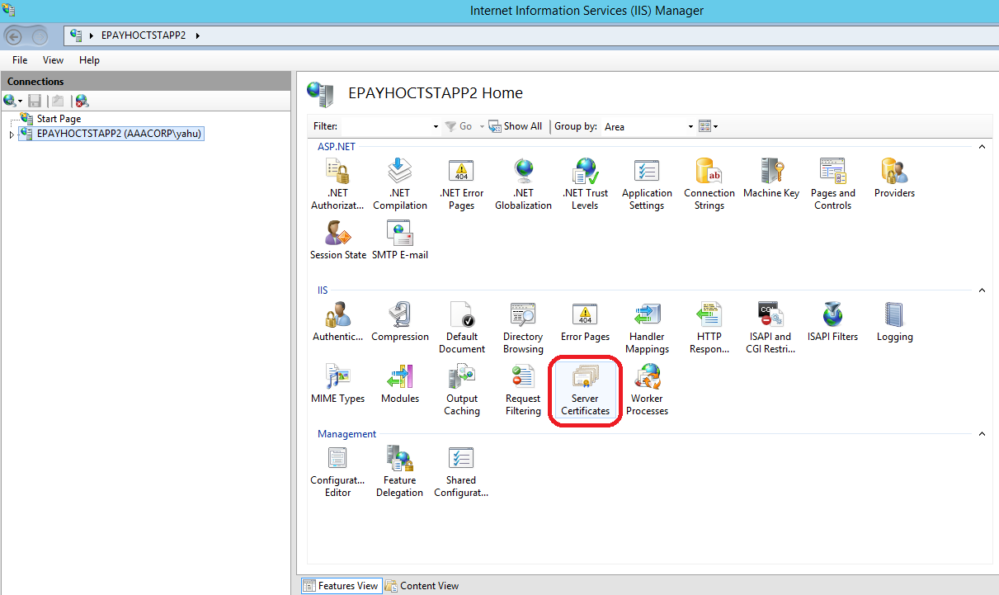 Internet Information Services (IIS) Manager
EPAYHOCTSTAPP2
File View Help
Connections
Start Page
EPAYHOCTSTAPP2 (AAACORP\yahu)
EPAYHOCTSTAPP2 Home
Filter: Go Show All Group by: Area
ASP.NET
.NET Authorizat...
.NET Compilation
.NET Error Pages
.NET Globalization
.NET Trust Levels
Application Settings
Connection Strings
Machine Key
Pages and Controls
Providers
Session State
SMTP E-mail
IIS
Authentic...
Compression
Default Document
Directory Browsing
Error Pages
Handler Mappings
HTTP Respon...
ISAPI and CGI Restri...
ISAPI Filters
Logging
MIME Types
Modules
Output Caching
Request Filtering
Server Certificates
Worker Processes
Management
Configurat... Editor
Feature Delegation
Shared Configurat...
Features View Content View